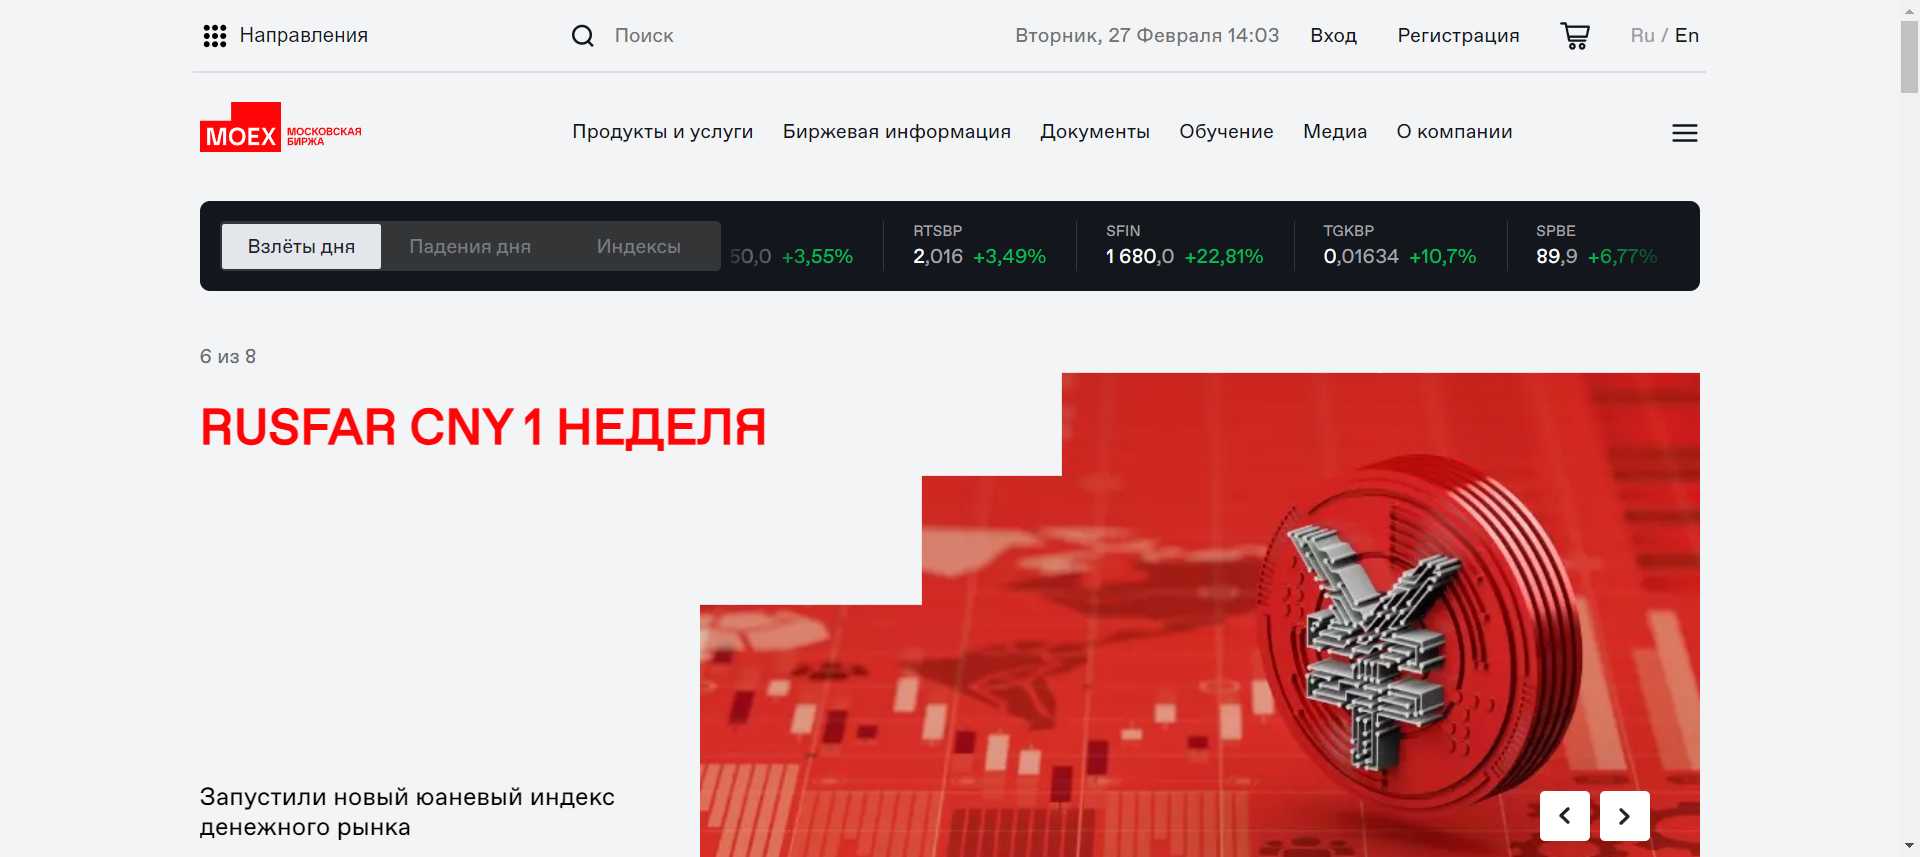 Направления
Поиск
Вторник, 27 Февраля 14:03
Вход
Регистрация
Ru / En
MOEX
МОСКОВСКАЯ
БИРЖА
Продукты и услуги
Биржевая информация
Документы
Обучение
Медиа
О компании
Взлёты дня
Падения дня
Индексы
50,0 +3,55%
RTSBP
2,016 +3,49%
SFIN
1 680,0 +22,81%
TGKBP
0,01634 +10,7%
SPBE
89,9 +6,77%
6 из 8
RUSFAR CNY 1 НЕДЕЛЯ
Запустили новый юаневый индекс
денежного рынка